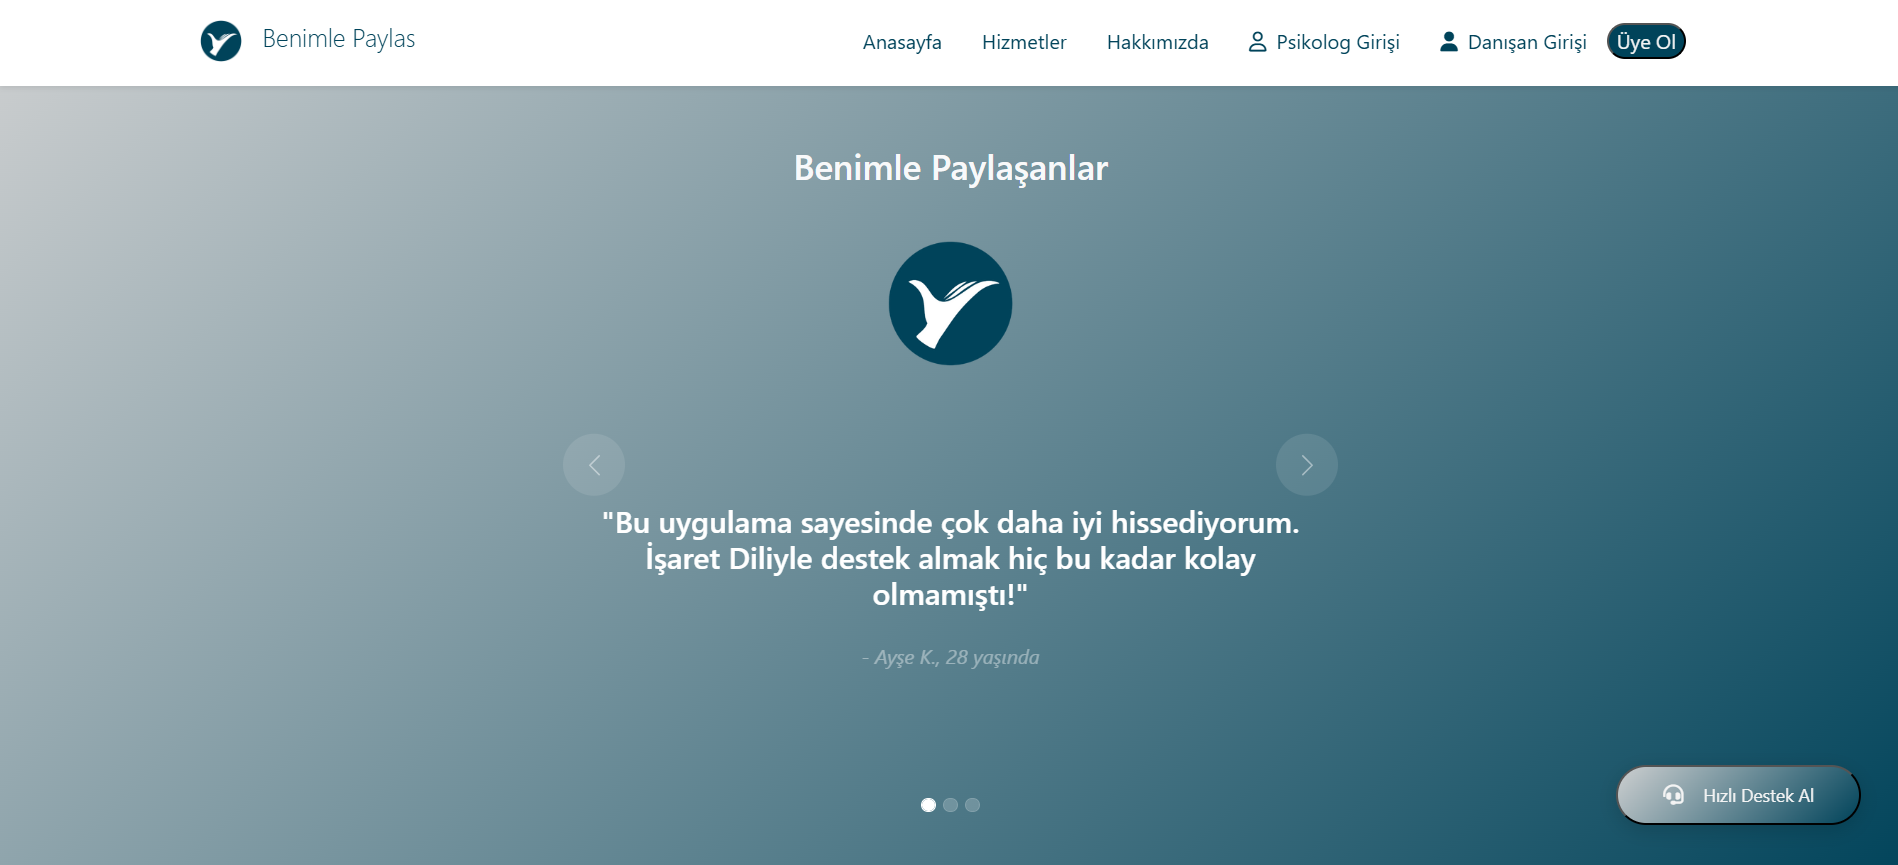 Benimle Paylas
Anasayfa
Hizmetler
Hakkımızda
Psikolog Girişi
Danışan Girişi
Üye Ol
Benimle Paylaşanlar
"Bu uygulama sayesinde çok daha iyi hissediyorum.
İşaret Diliyle destek almak hiç bu kadar kolay
olmamıştı!"
- Ayşe K., 28 yaşında
Hızlı Destek Al